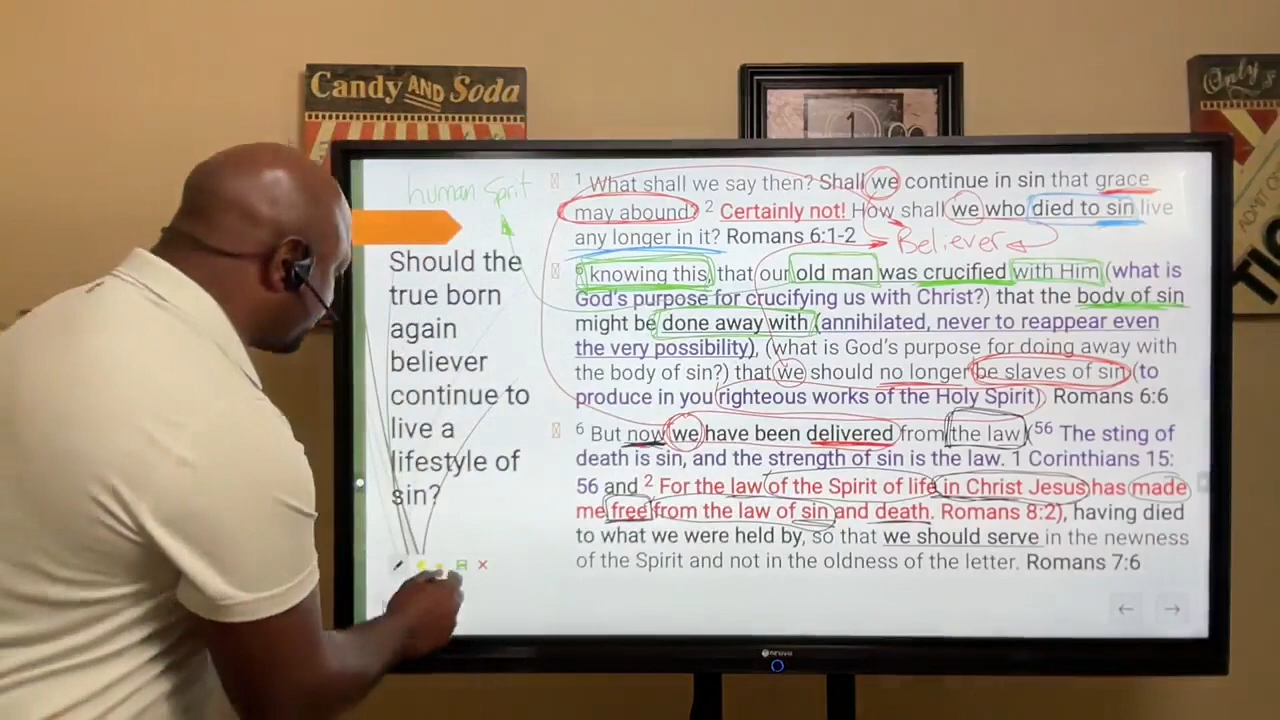 Candy AND Soda
Only
ADMIT
human Spirit
Should the
true born
again
believer
continue to
live a
lifestyle of
sin?
1 What shall we say then? Shall we continue in sin that grace
may abound? 2 Certainly not! How shall we who died to sin live
any longer in it? Romans 6:1-2
Believer
6 knowing this, that our old man was crucified with Him (what is
God's purpose for crucifying us with Christ?) that the body of sin
might be done away with (annihilated, never to reappear even
the very possibility), (what is God's purpose for doing away with
the body of sin?) that we should no longer be slaves of sin (to
produce in you righteous works of the Holy Spirit) Romans 6:6
6 But now we have been delivered from the law (56 The sting of
death is sin, and the strength of sin is the law. 1 Corinthians 15:
56 and 2 For the law of the Spirit of life in Christ Jesus has made
me free from the law of sin and death. Romans 8:2), having died
to what we were held by, so that we should serve in the newness
of the Spirit and not in the oldness of the letter. Romans 7:6